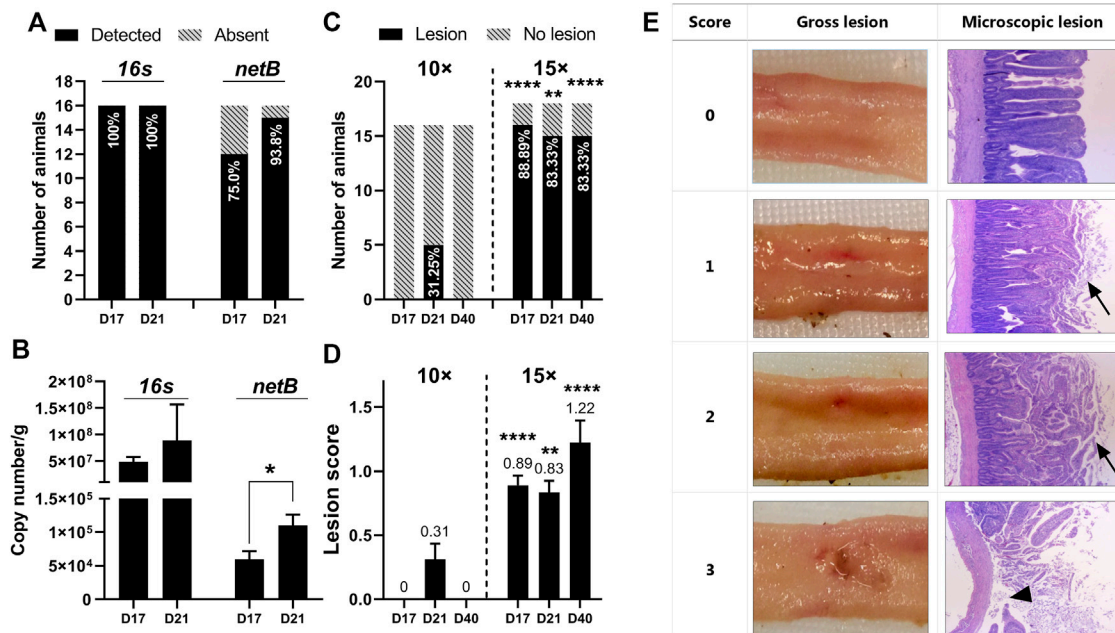 A
Detected Absent
16s netB
Number of animals
18
16
14
12
10
8
6
4
2
0
100%
100%
75.0%
93.8%
D17 D21 D17 D21
B
16s netB
Copy number/g
2×10⁸
1.5×10⁸
1×10⁸
5×10⁷
1.5×10⁵
1×10⁵
5×10⁴
0
*
D17 D21 D17 D21
C
Lesion No lesion
10× 15×
Number of animals
20
15
10
5
0
**** ** ****
31.25%
88.89%
83.33%
83.33%
D17 D21 D40 D17 D21 D40
D
10× 15×
Lesion score
1.5
1.0
0.5
0.0
0
0.31
0
****
0.89
**
0.83
****
1.22
D17 D21 D40 D17 D21 D40
E
Score Gross lesion Microscopic lesion
0
1
2
3